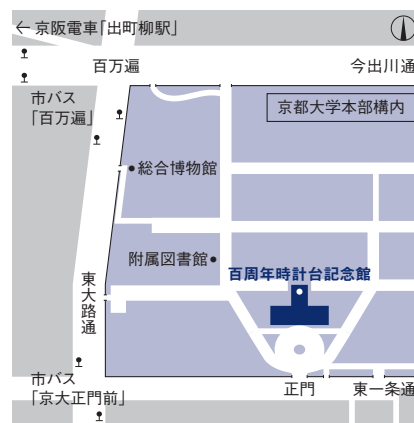 ←京阪電車「出町柳駅」
百万遍
今出川通
市バス
「百万遍」
京都大学本部構内
総合博物館
附属図書館
百周年時計台記念館
東大路通
市バス
「京大正門前」
正門
東一条通